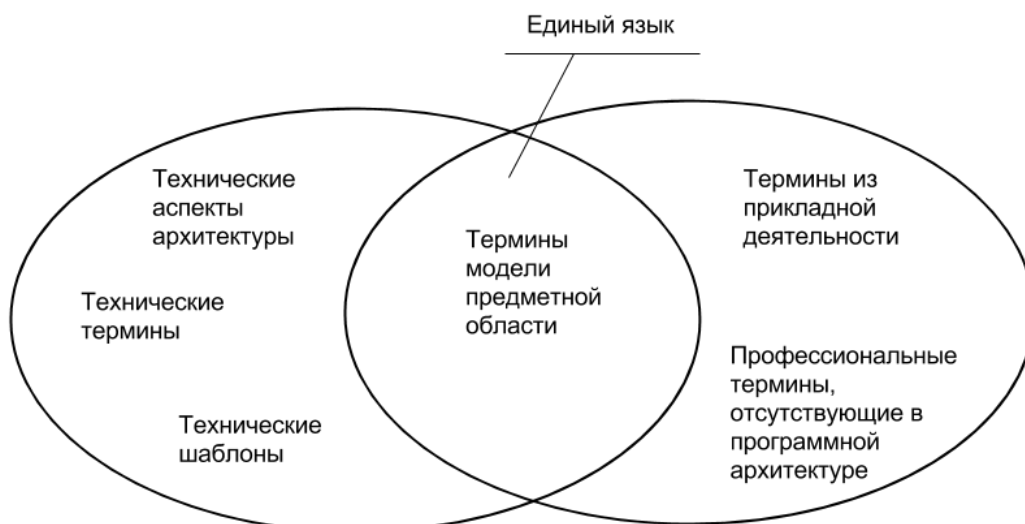 Единый язык
Технические
аспекты
архитектуры
Технические
термины
Технические
шаблоны
Термины
модели
предметной
области
Термины из
прикладной
деятельности
Профессиональные
термины,
отсутствующие в
программной
архитектуре